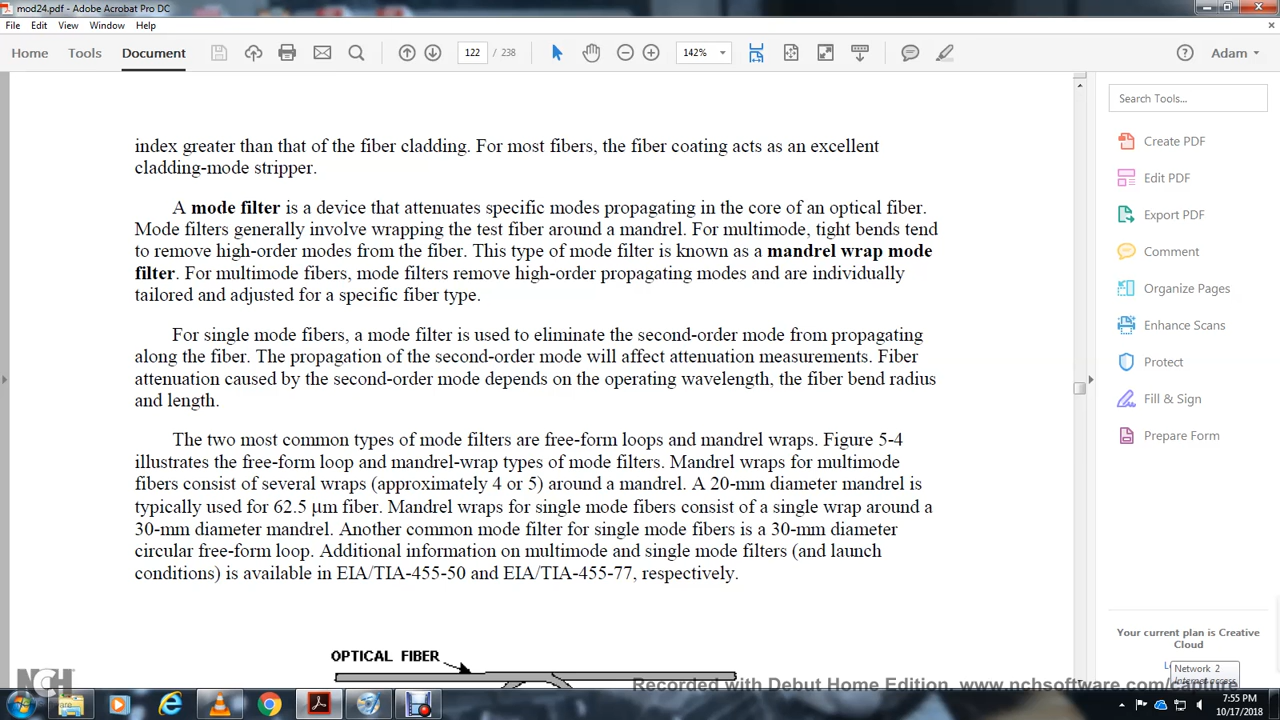 mod24.pdf - Adobe Acrobat Pro DC
File Edit View Window Help
Home Tools Document 122 / 238 142% Adam
Search Tools...
Create PDF
Edit PDF
Export PDF
Comment
Organize Pages
Enhance Scans
Protect
Fill & Sign
Prepare Form
index greater than that of the fiber cladding. For most fibers, the fiber coating acts as an excellent
cladding-mode stripper.
A mode filter is a device that attenuates specific modes propagating in the core of an optical fiber.
Mode filters generally involve wrapping the test fiber around a mandrel. For multimode, tight bends tend
to remove high-order modes from the fiber. This type of mode filter is known as a mandrel wrap mode
filter. For multimode fibers, mode filters remove high-order propagating modes and are individually
tailored and adjusted for a specific fiber type.
For single mode fibers, a mode filter is used to eliminate the second-order mode from propagating
along the fiber. The propagation of the second-order mode will affect attenuation measurements. Fiber
attenuation caused by the second-order mode depends on the operating wavelength, the fiber bend radius
and length.
The two most common types of mode filters are free-form loops and mandrel wraps. Figure 5-4
illustrates the free-form loop and mandrel-wrap types of mode filters. Mandrel wraps for multimode
fibers consist of several wraps (approximately 4 or 5) around a mandrel. A 20-mm diameter mandrel is
typically used for 62.5 μm fiber. Mandrel wraps for single mode fibers consist of a single wrap around a
30-mm diameter mandrel. Another common mode filter for single mode fibers is a 30-mm diameter
circular free-form loop. Additional information on multimode and single mode filters (and launch
conditions) is available in EIA/TIA-455-50 and EIA/TIA-455-77, respectively.
OPTICAL FIBER
Your current plan is Creative
Cloud
Network 2
Internet access
Recorded with Debut Home Edition. www.nchsoftware.com/capture
NCH
7:55 PM
10/17/2018